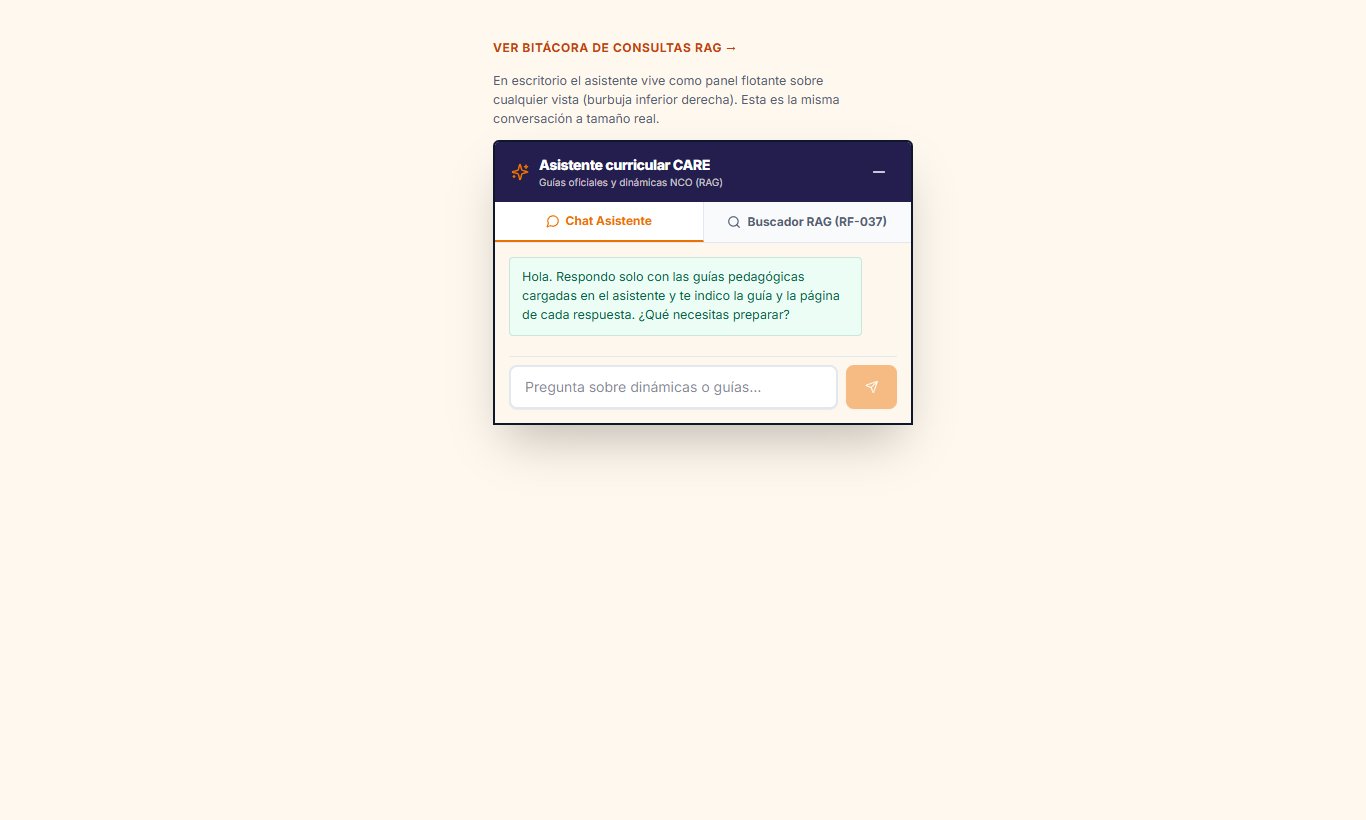 VER BITÁCORA DE CONSULTAS RAG →
En escritorio el asistente vive como panel flotante sobre
cualquier vista (burbuja inferior derecha). Esta es la misma
conversación a tamaño real.
Asistente curricular CARE
Guías oficiales y dinámicas NCO (RAG)
Chat Asistente
Buscador RAG (RF-037)
Hola. Respondo solo con las guías pedagógicas
cargadas en el asistente y te indico la guía y la página
de cada respuesta. ¿Qué necesitas preparar?
Pregunta sobre dinámicas o guías...